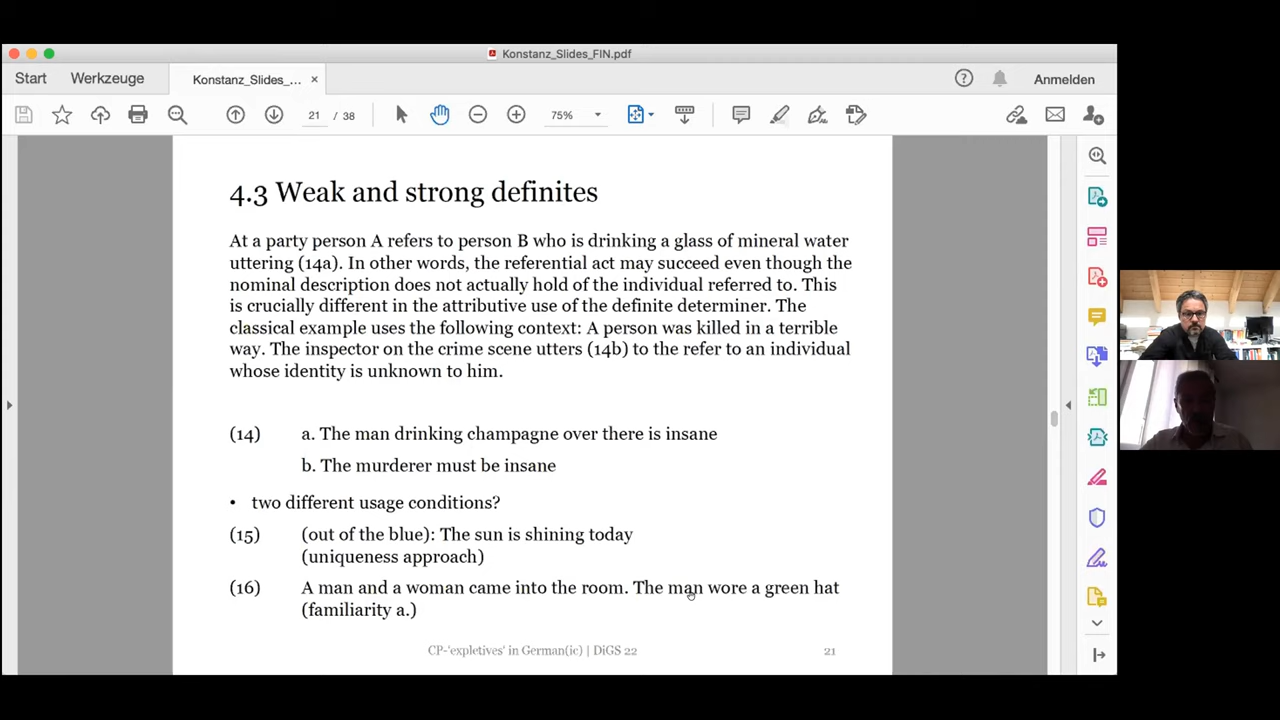 Konstanz_Slides_FIN.pdf
Start
Werkzeuge
Konstanz_Slides_...
Anmelden
21 / 38
75%
4.3 Weak and strong definites
At a party person A refers to person B who is drinking a glass of mineral water
uttering (14a). In other words, the referential act may succeed even though the
nominal description does not actually hold of the individual referred to. This
is crucially different in the attributive use of the definite determiner. The
classical example uses the following context: A person was killed in a terrible
way. The inspector on the crime scene utters (14b) to the refer to an individual
whose identity is unknown to him.
(14) a. The man drinking champagne over there is insane
b. The murderer must be insane
• two different usage conditions?
(15) (out of the blue): The sun is shining today
(uniqueness approach)
(16) A man and a woman came into the room. The man wore a green hat
(familiarity a.)
CP-'expletives' in German(ic) | DiGS 22
21